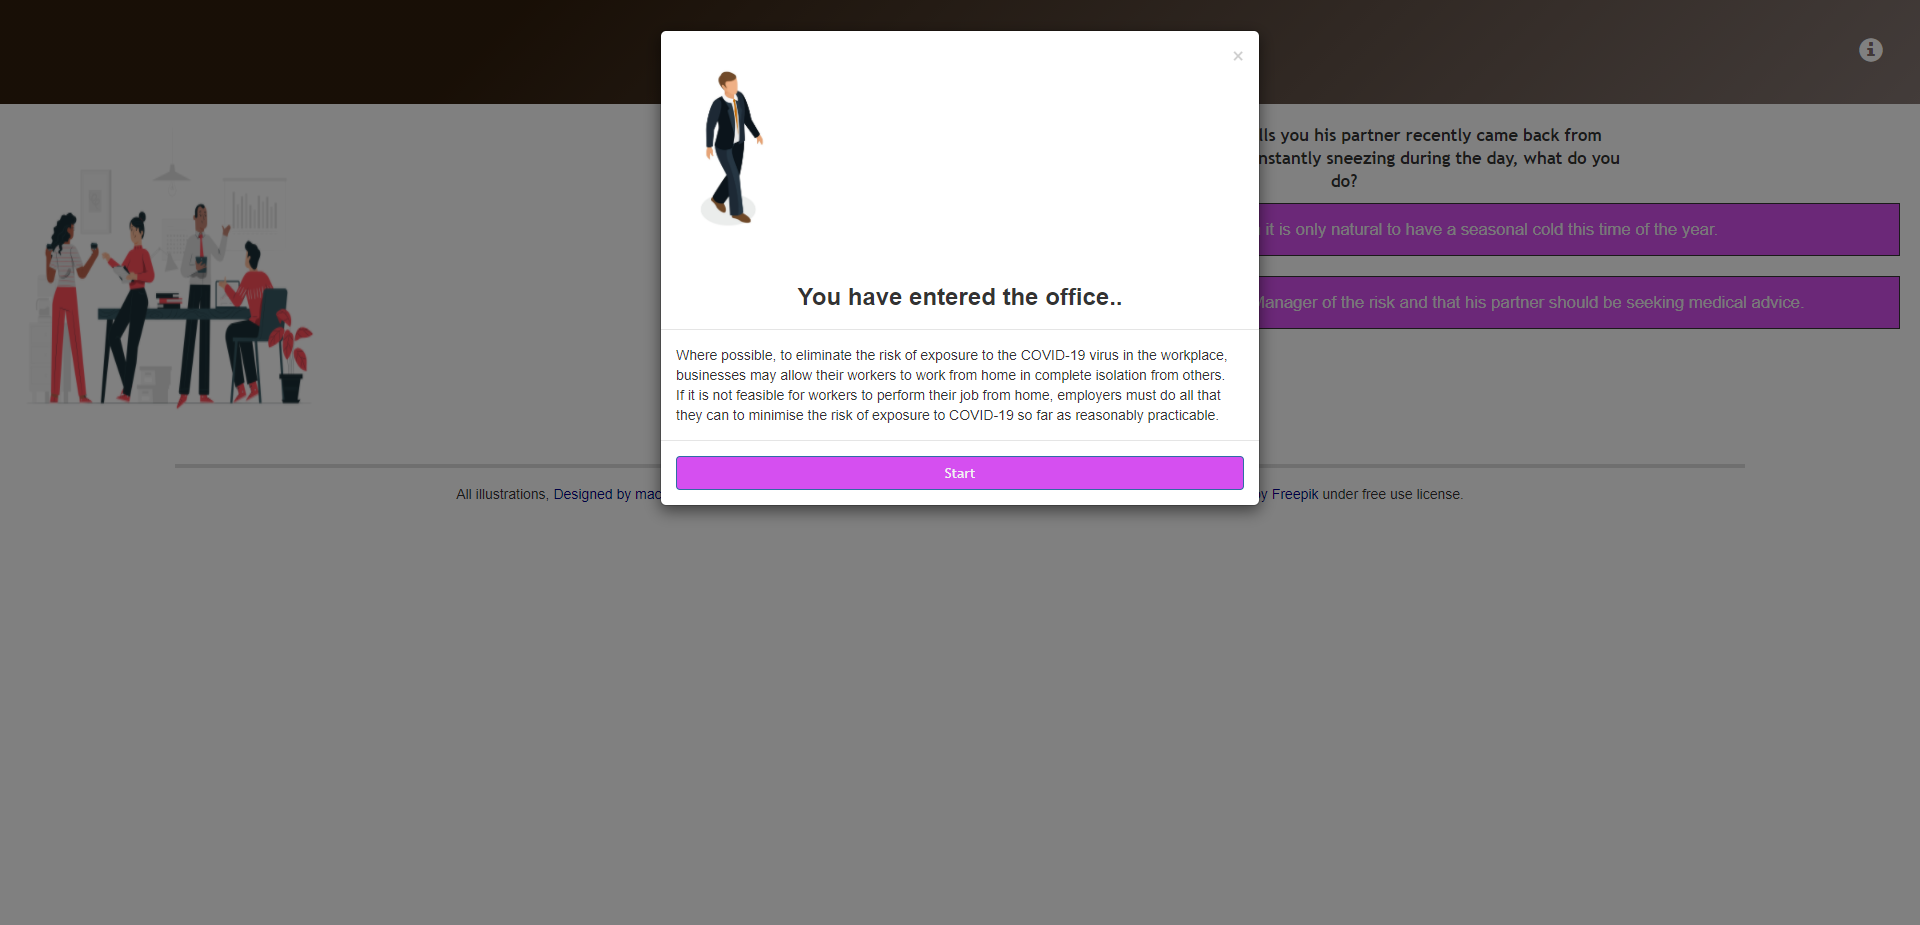 You have entered the office..
Where possible, to eliminate the risk of exposure to the COVID-19 virus in the workplace,
businesses may allow their workers to work from home in complete isolation from others.
If it is not feasible for workers to perform their job from home, employers must do all that
they can to minimise the risk of exposure to COVID-19 so far as reasonably practicable.
Start
you his partner recently came back from
sneezing during the day, what do you
do?
it is only natural to have a seasonal cold this time of the year.
Manager of the risk and that his partner should be seeking medical advice.
All illustrations, Designed by
Freepik under free use license.